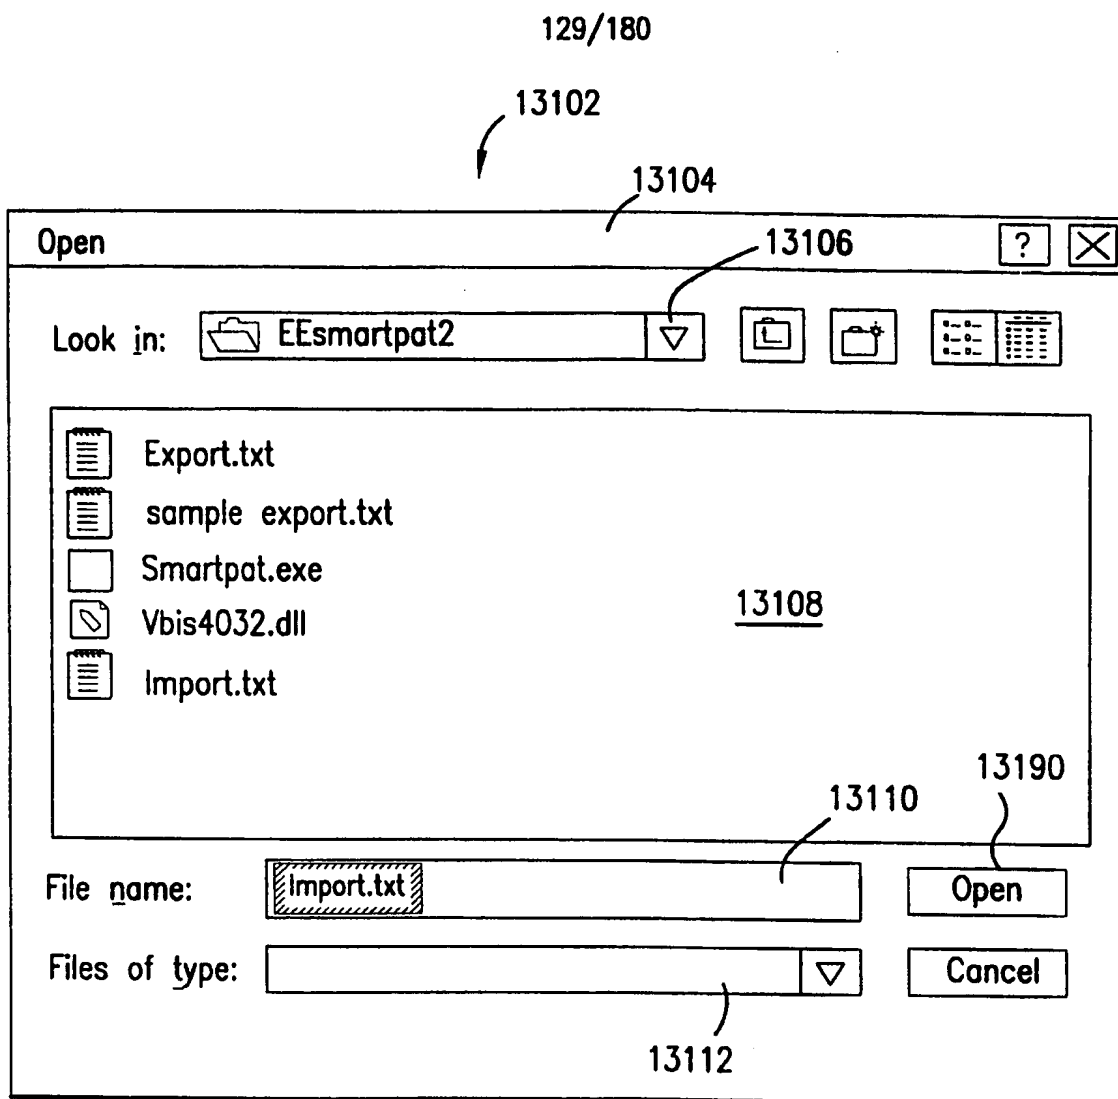 129/180
13102
13104
Open
13106
?
Look in:
EEsmartpat2
Export.txt
sample export.txt
Smartpat.exe
Vbis4032.dll
Import.txt
13108
13190
13110
File name:
Import.txt
Open
Files of type:
Cancel
13112